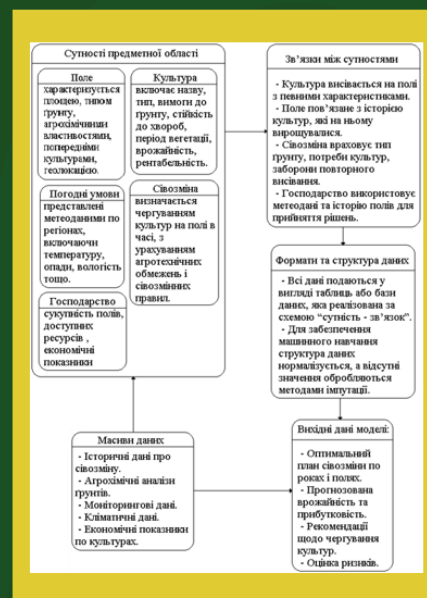 Сутності предметної області
Поле
характеризується
площею, типом
ґрунту,
агрохімічними
властивостями,
попередніми
культурами,
геолокацією.
Культура
включає назву,
тип, вимоги до
ґрунту, стійкість
до хвороб,
період вегетації,
врожайність,
рентабельність.
Погодні умови
представлені
метеоданими по
регіонах,
включаючи
температуру,
опади, вологість
тощо.
Сівозміна
визначається
чергуванням
культур на полі в
часі, з
урахуванням
агротехнічних
обмежень і
сівозмінних
правил.
Господарство
сукупність полів,
доступних
ресурсів ,
економічні
показники
Зв’язки між сутностями
- Культура висівається на полі
з певними характеристиками.
- Поле пов’язане з історією
культур, які на ньому
вирощувалися.
- Сівозміна враховує тип
ґрунту, потреби культур,
заборони повторного
висівання.
- Господарство використовує
метеодані та історію полів для
прийняття рішень.
Формати та структура даних
- Всі дані подаються у
вигляді таблиць або бази
даних, яка реалізована за
схемою “сутність - зв’язок”.
- Для забезпечення
машинного навчання
структура даних
нормалізується, а відсутні
значення обробляються
методами імпутації.
Масиви даних
- Історичні дані про
сівозміну.
- Агрохімічні аналізи
ґрунтів.
- Моніторингові дані.
- Кліматичні дані.
- Економічні показники
по культурах.
Вихідні дані моделі:
- Оптимальний
план сівозміни по
роках і полях.
- Прогнозована
врожайність та
прибутковість.
- Рекомендації
щодо чергування
культур.
- Оцінка ризиків.